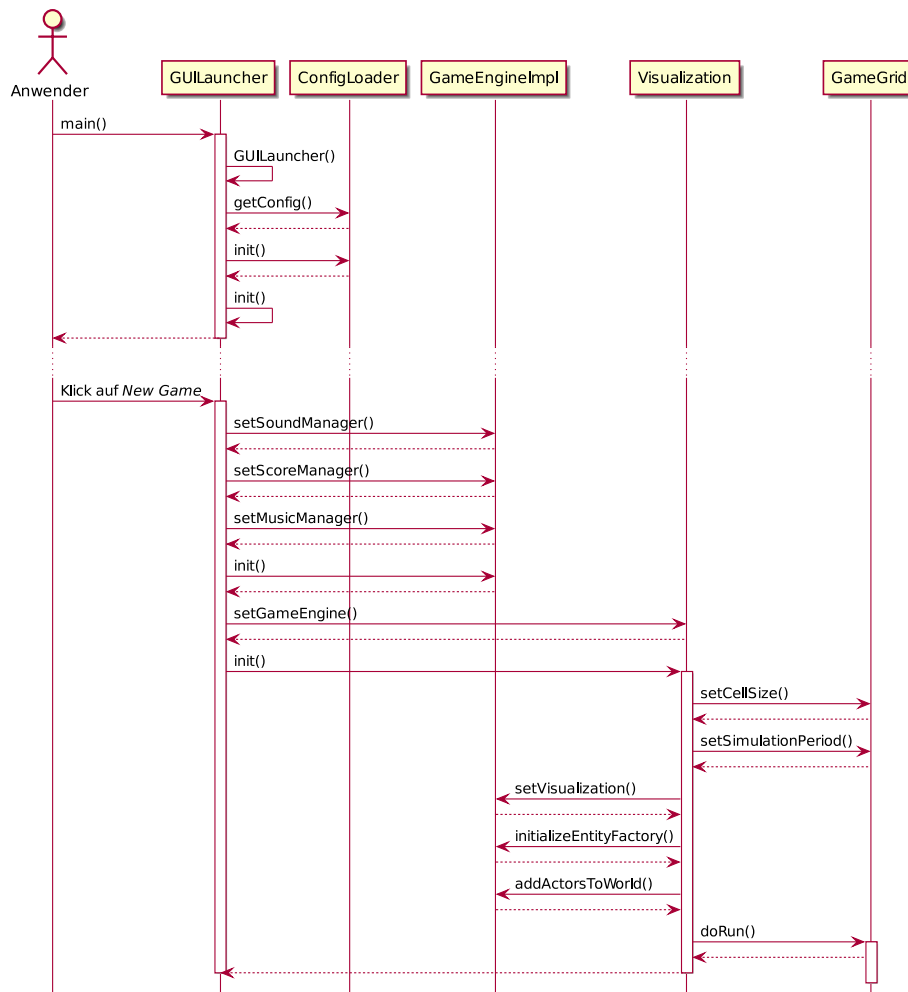 Anwender
GUILauncher
ConfigLoader
GameEngineImpl
Visualization
GameGrid
main()
GUILauncher()
getConfig()
init()
init()
Klick auf New Game
setSoundManager()
setScoreManager()
setMusicManager()
init()
setGameEngine()
init()
setCellSize()
setSimulationPeriod()
setVisualization()
initializeEntityFactory()
addActorsToWorld()
doRun()